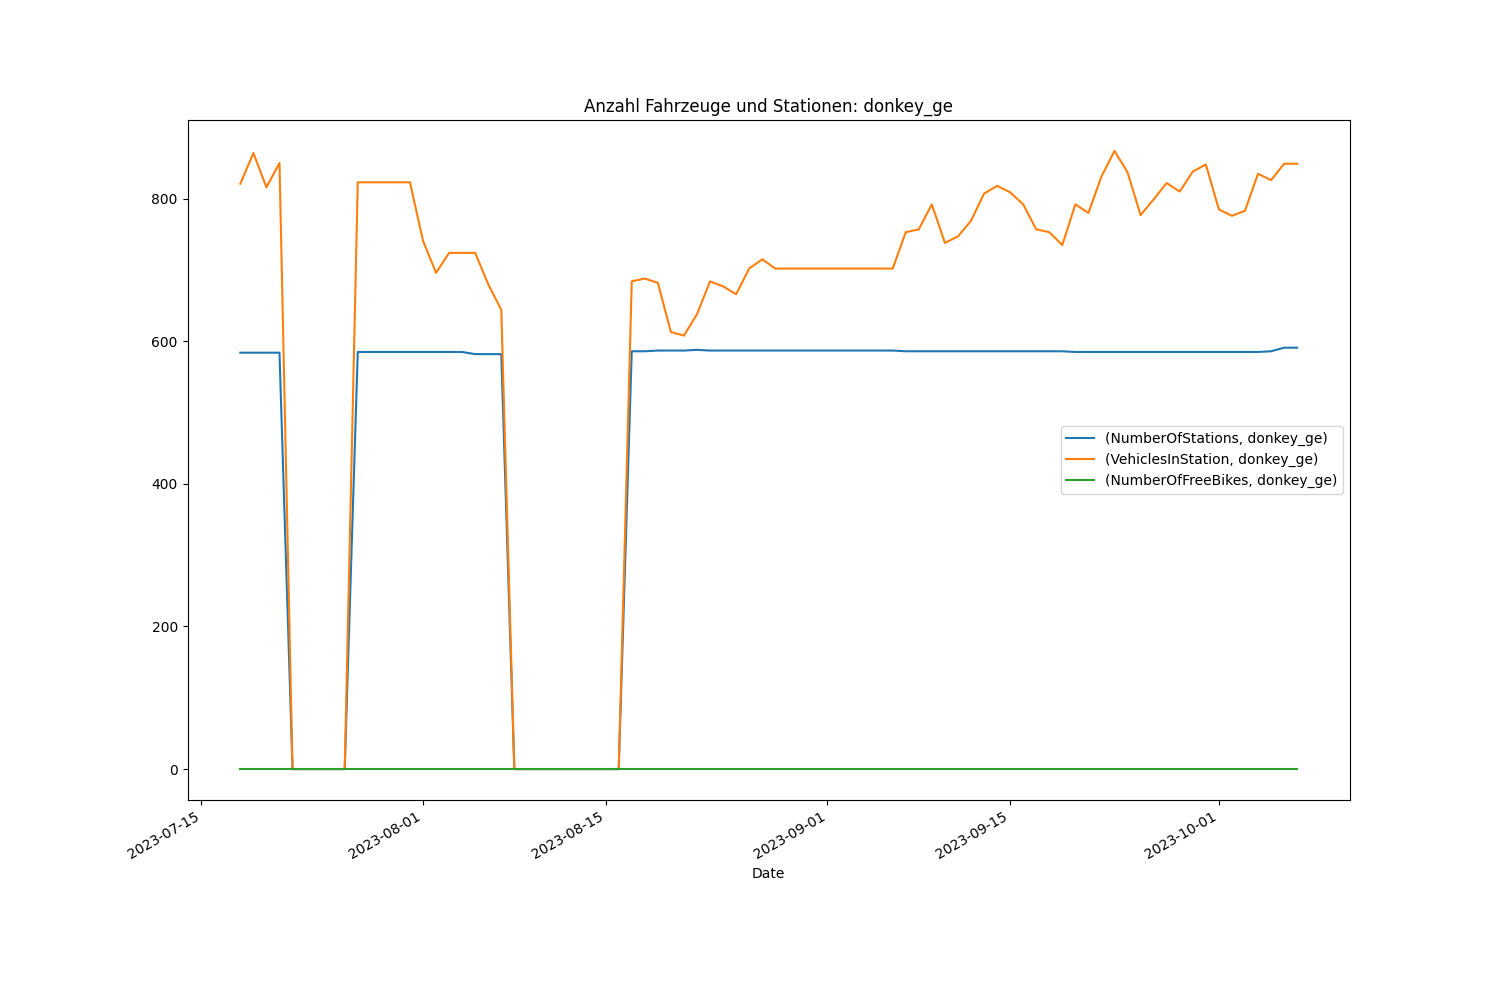 Anzahl Fahrzeuge und Stationen: donkey_ge
800
600
400
200
0
(NumberOfStations, donkey_ge)
(VehiclesInStation, donkey_ge)
(NumberOfFreeBikes, donkey_ge)
2023-07-15
2023-08-01
2023-08-15
2023-09-01
2023-09-15
2023-10-01
Date